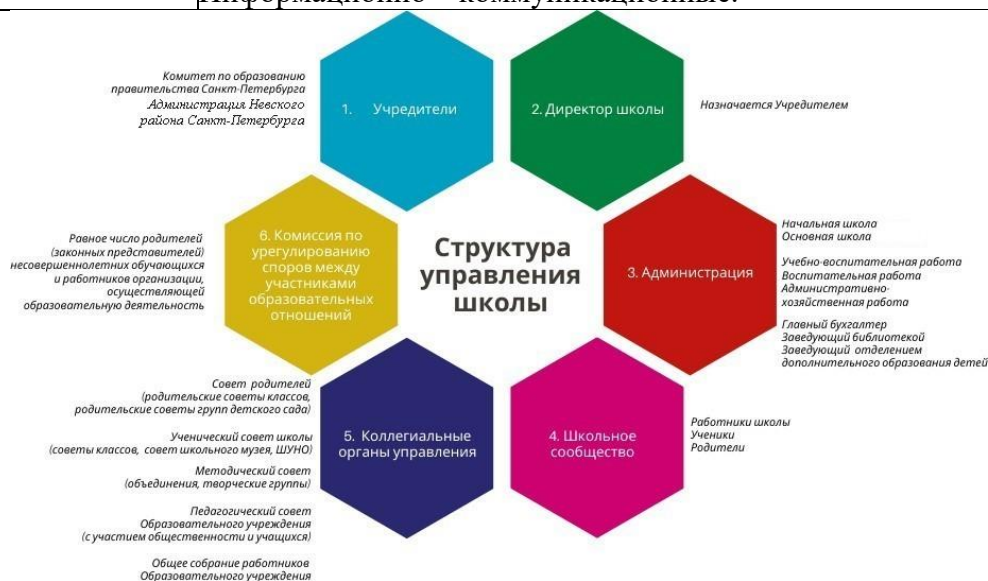 Информационно – коммуникационные.
Комитет по образованию
правительства Санкт-Петербурга
Администрация Невского
района Санкт-Петербурга
1. Учредители
2. Директор школы
Назначается Учредителем
Равное число родителей
(законных представителей)
несовершеннолетних обучающихся
и работников организации,
осуществляющей
образовательную деятельность
6. Комиссия по
урегулированию
споров между
участниками
образовательных
отношений
Структура
управления
школы
3. Администрация
Начальная школа
Основная школа
Учебно-воспитательная работа
Воспитательная работа
Административно-
хозяйственная работа
Главный бухгалтер
Заведующий библиотекой
Заведующий отделением
дополнительного образования детей
Совет родителей
(родительские советы классов,
родительские советы групп детского сада)
Ученический совет школы
(советы классов, совет школьного музея, ШУНО)
Методический совет
(объединения, творческие группы)
Педагогический совет
Образовательного учреждения
(с участием общественности и учащихся)
Общее собрание работников
Образовательного учреждения
5. Коллегиальные
органы управления
4. Школьное
сообщество
Работники школы
Ученики
Родители